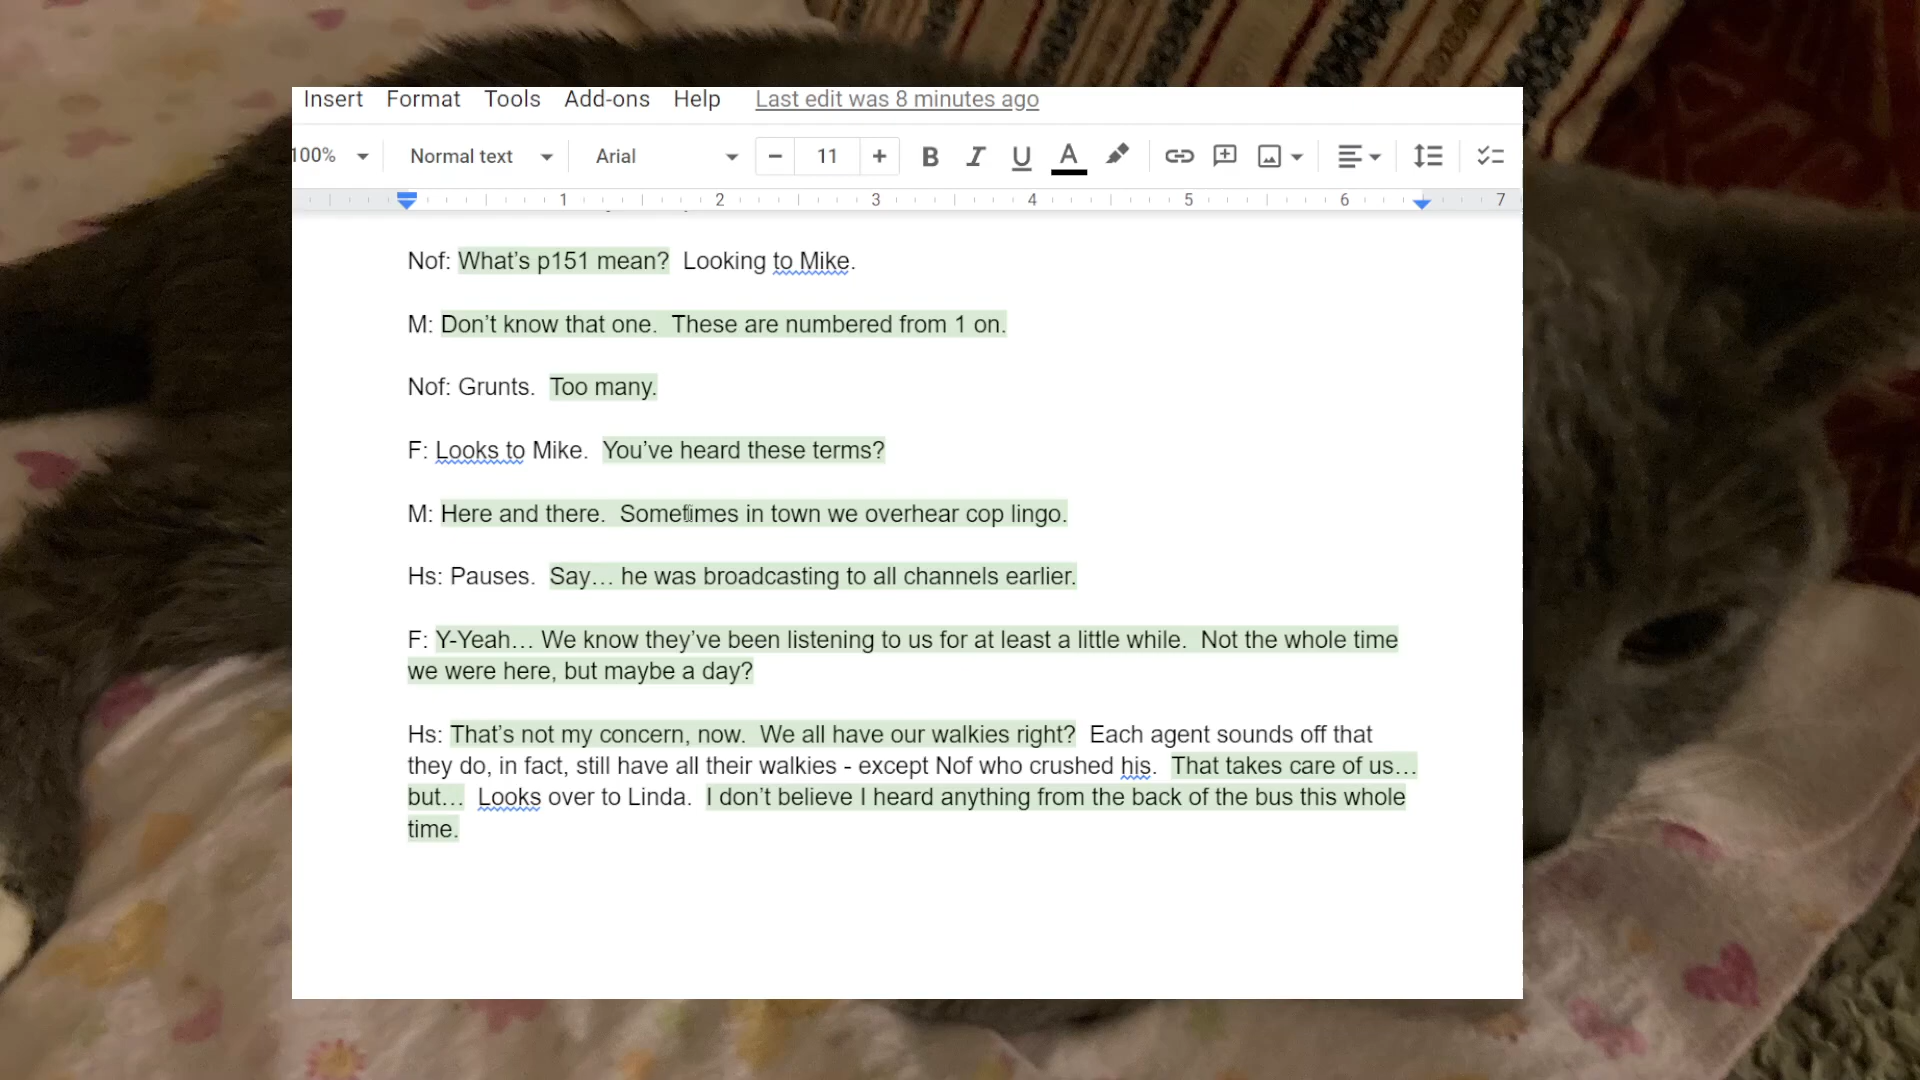 Insert Format Tools Add-ons Help Last edit was 8 minutes ago
100% Normal text Arial − 11 + B I U A
1 2 3 4 5 6 7
Nof: What’s p151 mean?  Looking to Mike.
M: Don’t know that one.  These are numbered from 1 on.
Nof: Grunts.  Too many.
F: Looks to Mike.  You’ve heard these terms?
M: Here and there.  Sometimes in town we overhear cop lingo.
Hs: Pauses.  Say… he was broadcasting to all channels earlier.
F: Y-Yeah… We know they’ve been listening to us for at least a little while.  Not the whole time
we were here, but maybe a day?
Hs: That’s not my concern, now.  We all have our walkies right?  Each agent sounds off that
they do, in fact, still have all their walkies - except Nof who crushed his.  That takes care of us…
but…  Looks over to Linda.  I don’t believe I heard anything from the back of the bus this whole
time.